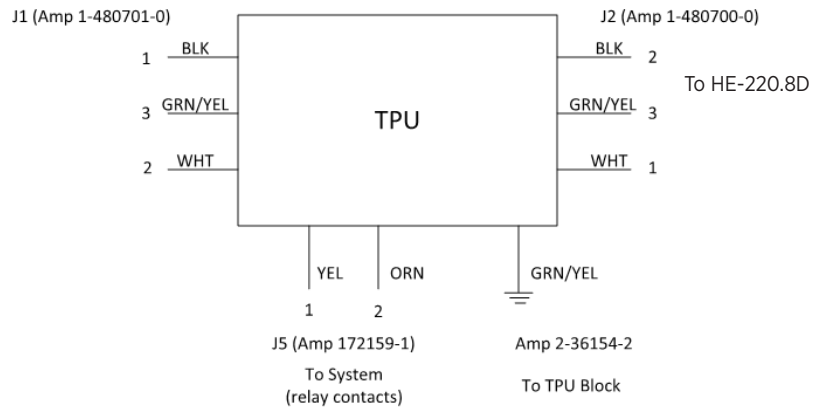 J1 (Amp 1-480701-0)
J2 (Amp 1-480700-0)
1 BLK
BLK 2
To HE-220.8D
3 GRN/YEL
GRN/YEL 3
TPU
2 WHT
WHT 1
YEL
ORN
GRN/YEL
1
2
J5 (Amp 172159-1)
Amp 2-36154-2
To System
(relay contacts)
To TPU Block